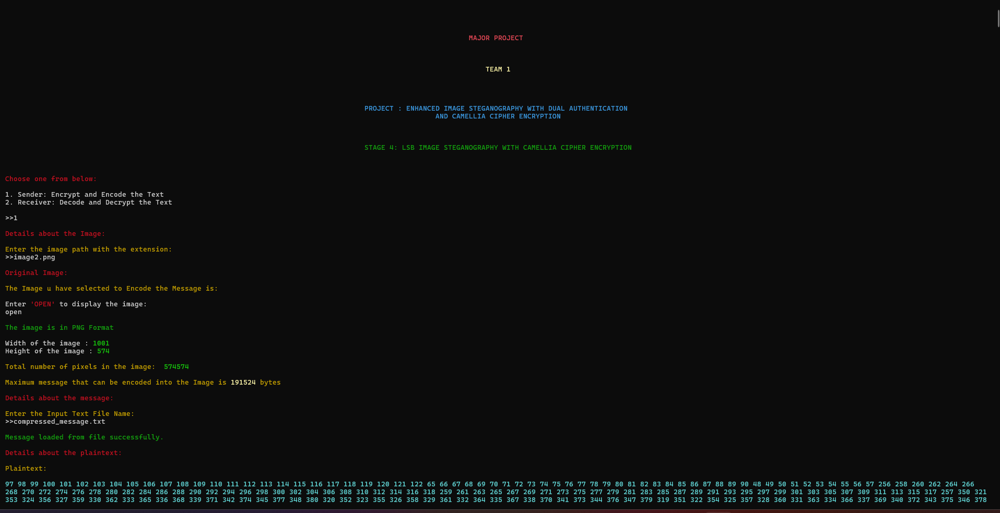 MAJOR PROJECT
TEAM 1
PROJECT : ENHANCED IMAGE STEGANOGRAPHY WITH DUAL AUTHENTICATION
AND CAMELLIA CIPHER ENCRYPTION
STAGE 4: LSB IMAGE STEGANOGRAPHY WITH CAMELLIA CIPHER ENCRYPTION
Choose one from below:
1. Sender: Encrypt and Encode the Text
2. Receiver: Decode and Decrypt the Text
>>1
Details about the Image:
Enter the image path with the extension:
>>image2.png
Original Image:
The Image u have selected to Encode the Message is:
Enter 'OPEN' to display the image:
open
The image is in PNG Format
Width of the image : 1001
Height of the image : 574
Total number of pixels in the image:  574574
Maximum message that can be encoded into the Image is 191524 bytes
Details about the message:
Enter the Input Text File Name:
>>compressed_message.txt
Message loaded from file successfully.
Details about the plaintext:
Plaintext:
97 98 99 100 101 102 103 104 105 106 107 108 109 110 111 112 113 114 115 116 117 118 119 120 121 122 65 66 67 68 69 70 71 72 73 74 75 76 77 78 79 80 81 82 83 84 85 86 87 88 89 90 48 49 50 51 52 53 54 55 56 57 256 258 260 262 264 266
268 270 272 274 276 278 280 282 284 286 288 290 292 294 296 298 300 302 304 306 308 310 312 314 316 318 259 261 263 265 267 269 271 273 275 277 279 281 283 285 287 289 291 293 295 297 299 301 303 305 307 309 311 313 315 317 257 350 321
353 324 356 327 359 330 362 333 365 336 368 339 371 342 374 345 377 348 380 320 352 323 355 326 358 329 361 332 364 335 367 338 370 341 373 344 376 347 379 319 351 322 354 325 357 328 360 331 363 334 366 337 369 340 372 343 375 346 378